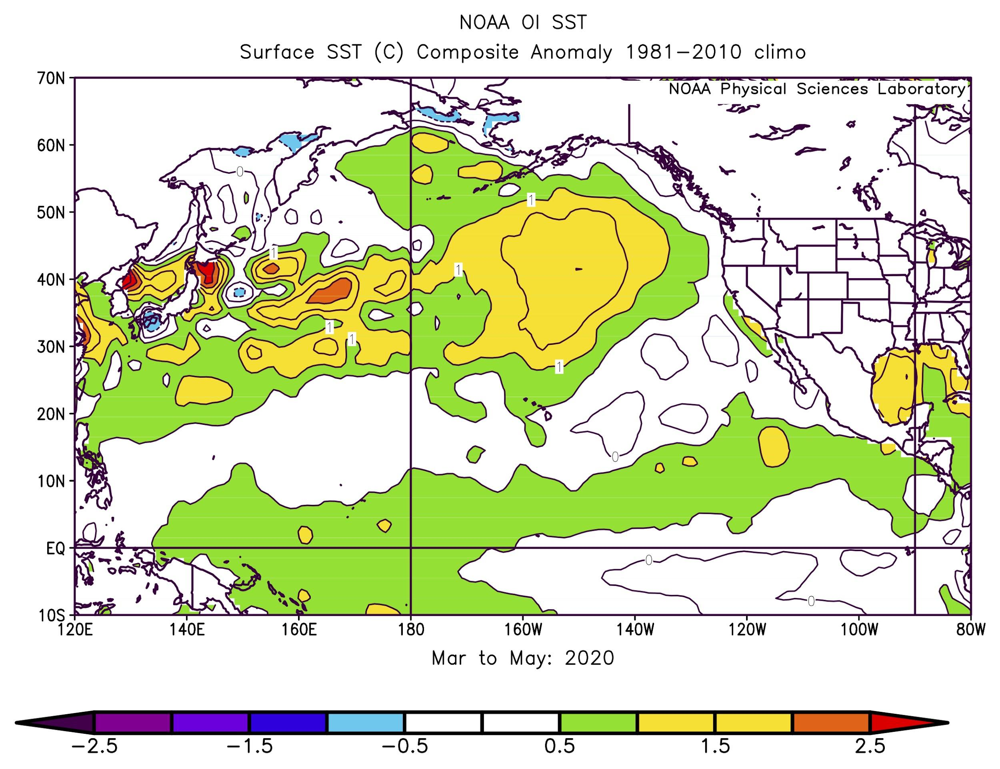 NOAA OI SST
Surface SST (C) Composite Anomaly 1981-2010 climo
70N
NOAA Physical Sciences Laboratory
60N
0
1
50N
1
1
40N
1
1
30N
1
20N
0
10N
EQ
0
0
10S
120E 140E 160E 180 160W 140W 120W 100W 80W
Mar to May: 2020
-2.5 -1.5 -0.5 0.5 1.5 2.5